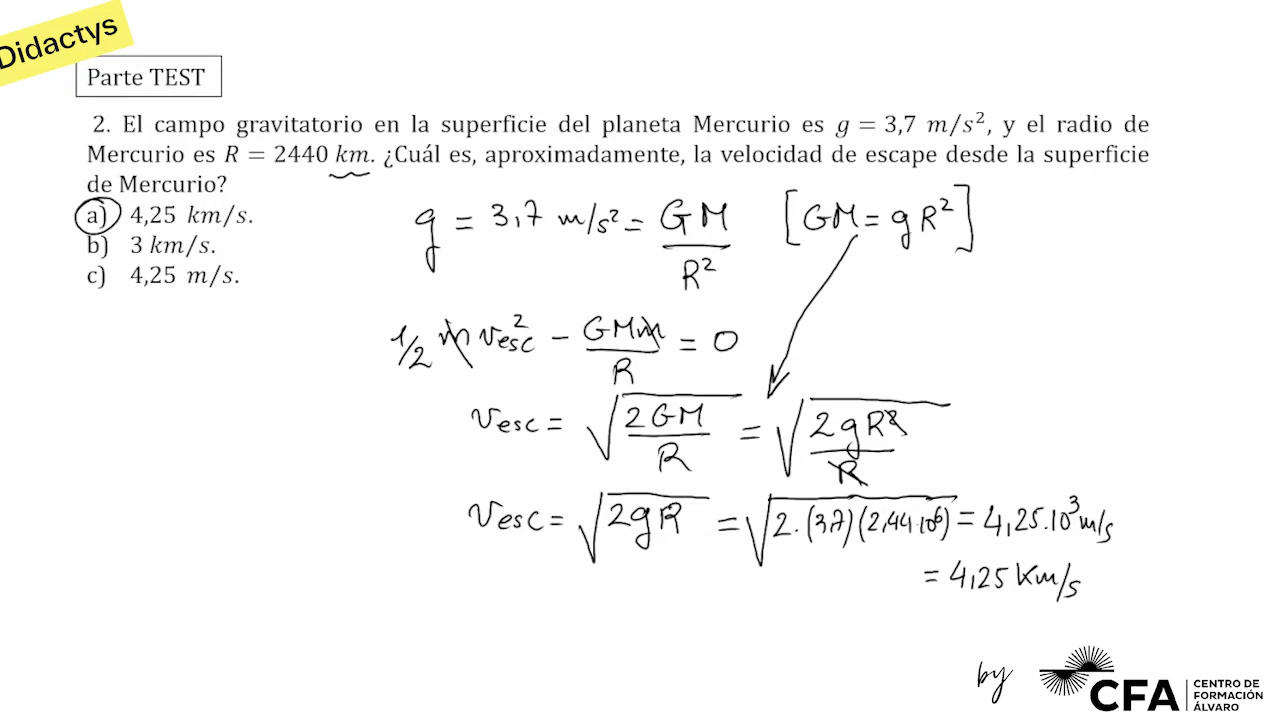 Didactys
Parte TEST
2. El campo gravitatorio en la superficie del planeta Mercurio es g = 3,7 m/s², y el radio de
Mercurio es R = 2440 km. ¿Cuál es, aproximadamente, la velocidad de escape desde la superficie
de Mercurio?
a) 4,25 km/s.
b) 3 km/s.
c) 4,25 m/s.
g = 3,7 m/s² = GM/R² [GM = gR²]
1/2 m vesc² − GMm/R = 0
vesc = √(2GM/R) = √(2gR²/R)
vesc = √(2gR) = √(2·(3,7)(2,44·10⁶)) = 4,25·10³ m/s
= 4,25 Km/s
by
CFA
CENTRO DE
FORMACIÓN
ÁLVARO